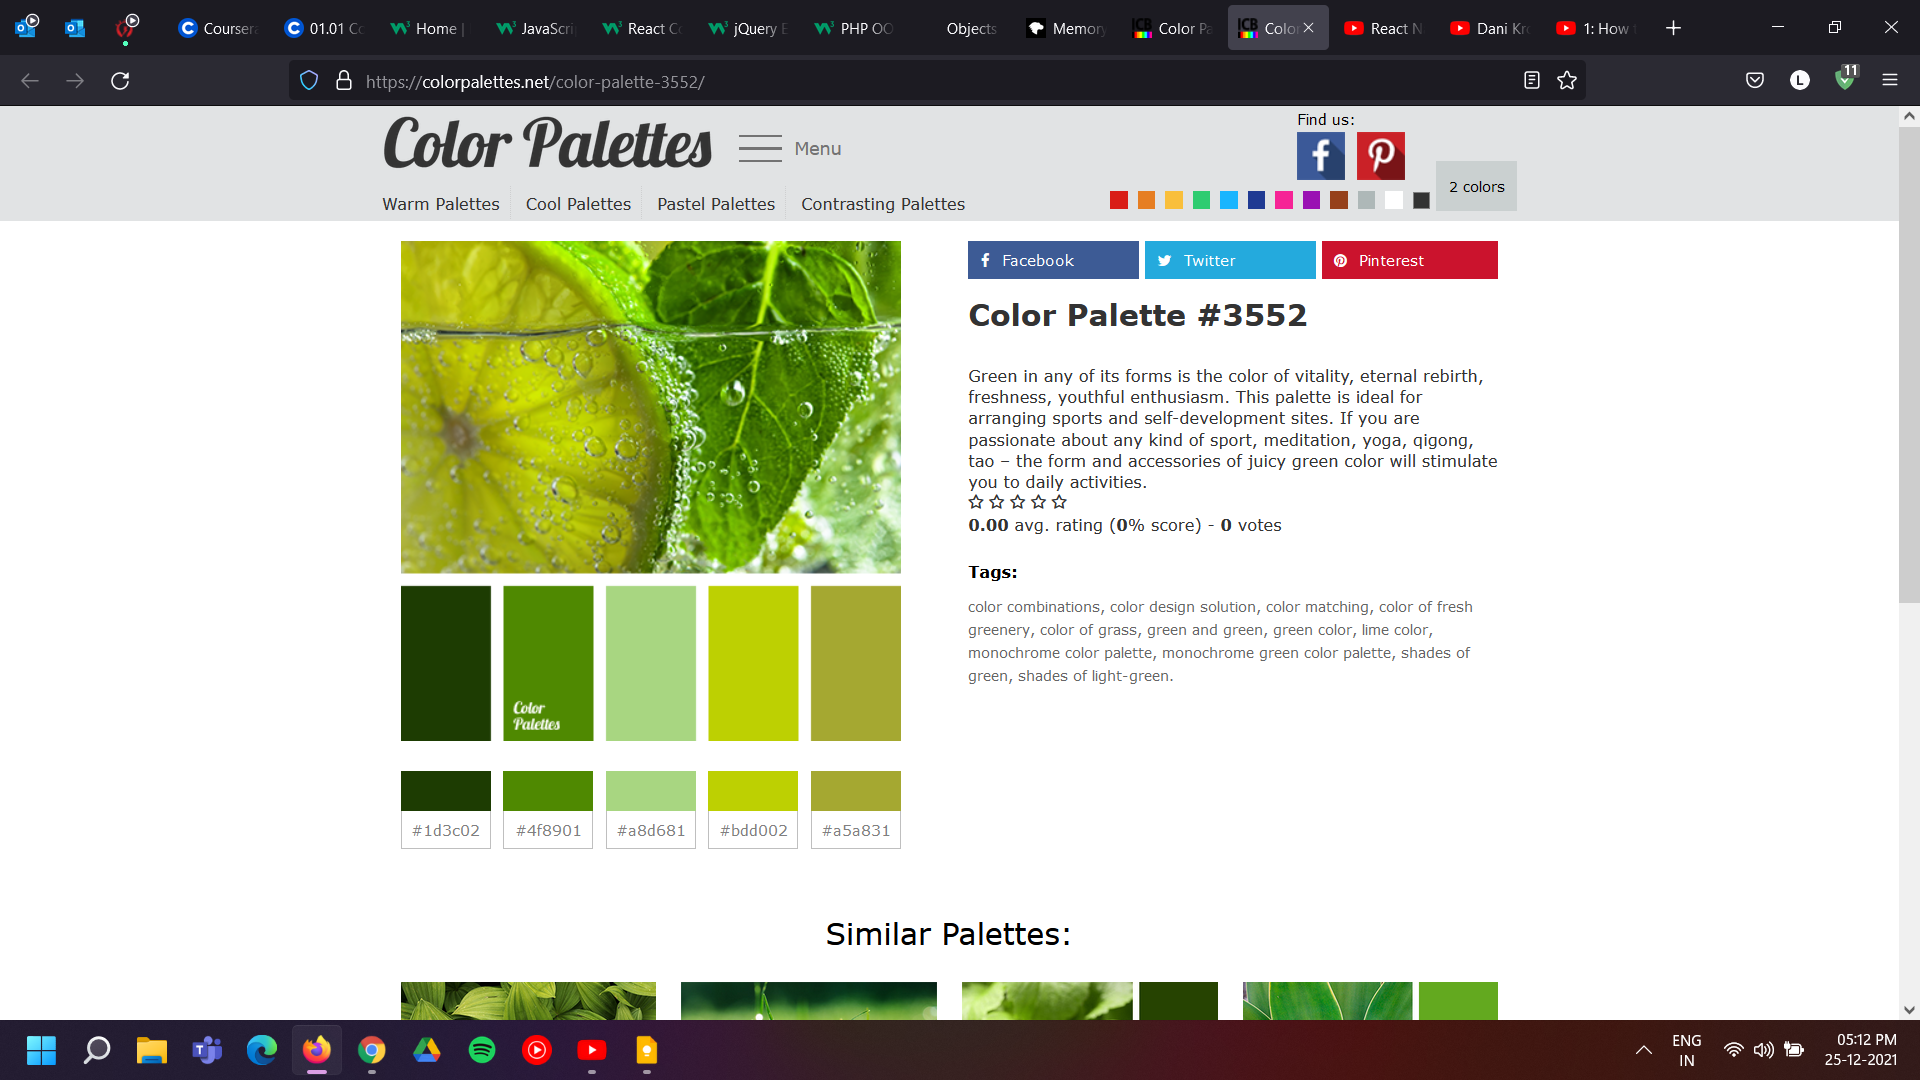 Coursera
01.01 Co
Home |
JavaScri
React Co
jQuery E
PHP OO
Objects
Memory
Color Pa
Color
React N
Dani Kro
1: How t
https://colorpalettes.net/color-palette-3552/
L
11
Color Palettes
Menu
Find us:
2 colors
Warm Palettes
Cool Palettes
Pastel Palettes
Contrasting Palettes
Facebook
Twitter
Pinterest
Color Palette #3552
Green in any of its forms is the color of vitality, eternal rebirth,
freshness, youthful enthusiasm. This palette is ideal for
arranging sports and self-development sites. If you are
passionate about any kind of sport, meditation, yoga, qigong,
tao – the form and accessories of juicy green color will stimulate
you to daily activities.
0.00 avg. rating (0% score) - 0 votes
Tags:
color combinations, color design solution, color matching, color of fresh
greenery, color of grass, green and green, green color, lime color,
monochrome color palette, monochrome green color palette, shades of
green, shades of light-green.
Color
Palettes
#1d3c02
#4f8901
#a8d681
#bdd002
#a5a831
Similar Palettes:
ENG
IN
05:12 PM
25-12-2021